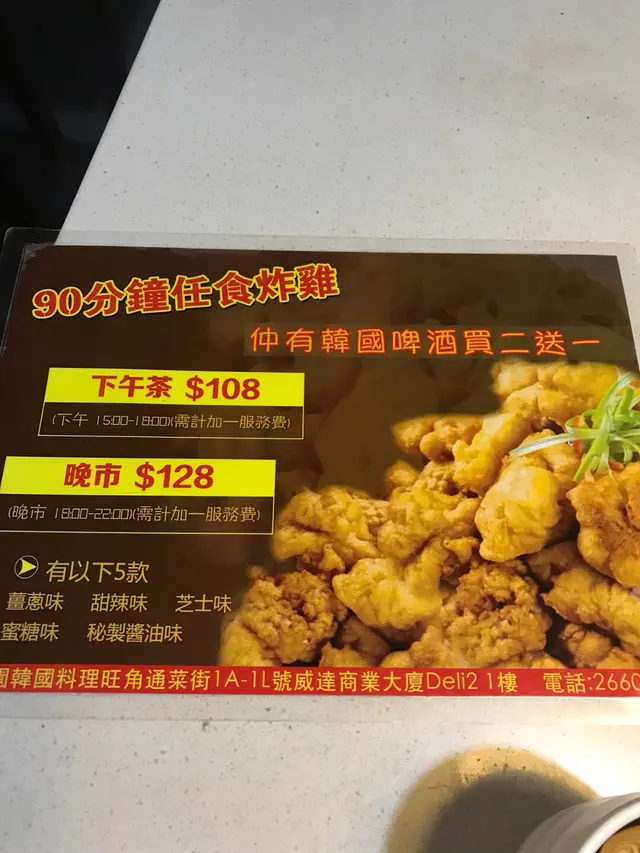 90分鐘任食炸雞
仲有韓國啤酒買二送一
下午茶 $108
(下午 15:00-18:00)(需計加一服務費)
晚市 $128
(晚市 18:00-22:00)(需計加一服務費)
有以下5款
薑蔥味 甜辣味 芝士味
蜜糖味 秘製醬油味
園韓國料理旺角通菜街1A-1L號威達商業大廈Deli2 1樓 電話:2660